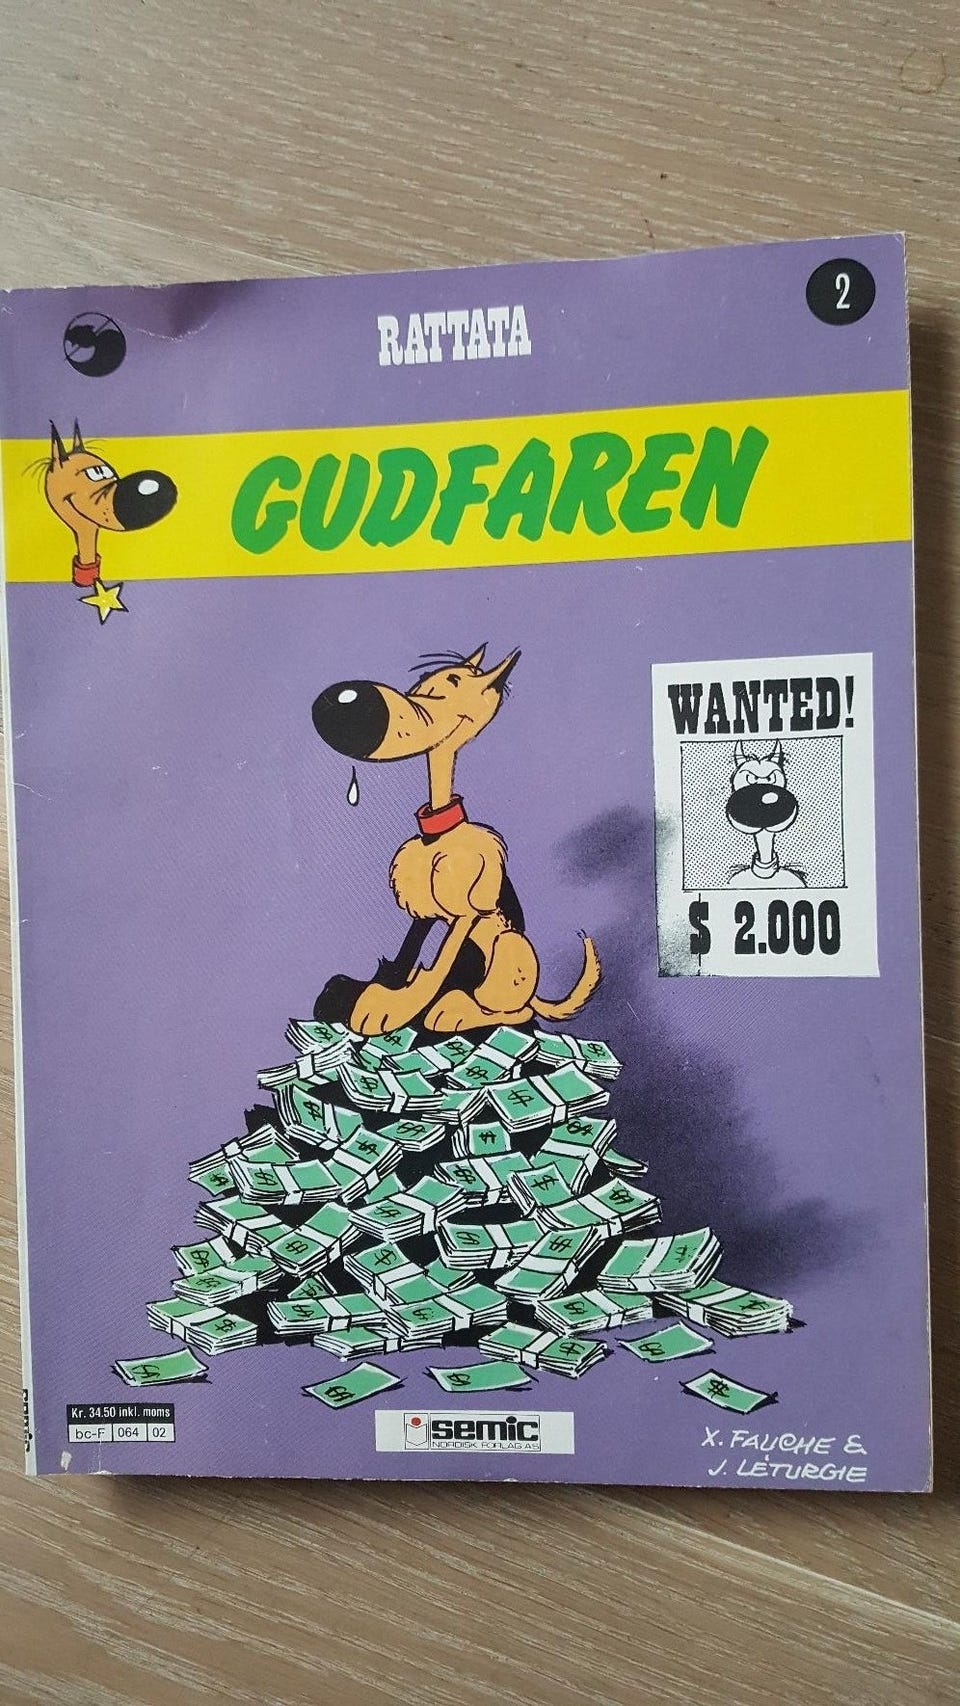 2
RATTATA
GUDFAREN
WANTED!
$ 2.000
Kr. 34.50 inkl. moms
bc-F 064 02
semic
NORDISK FORLAG AS
X. FAUCHE &
J. LÉTURGIE